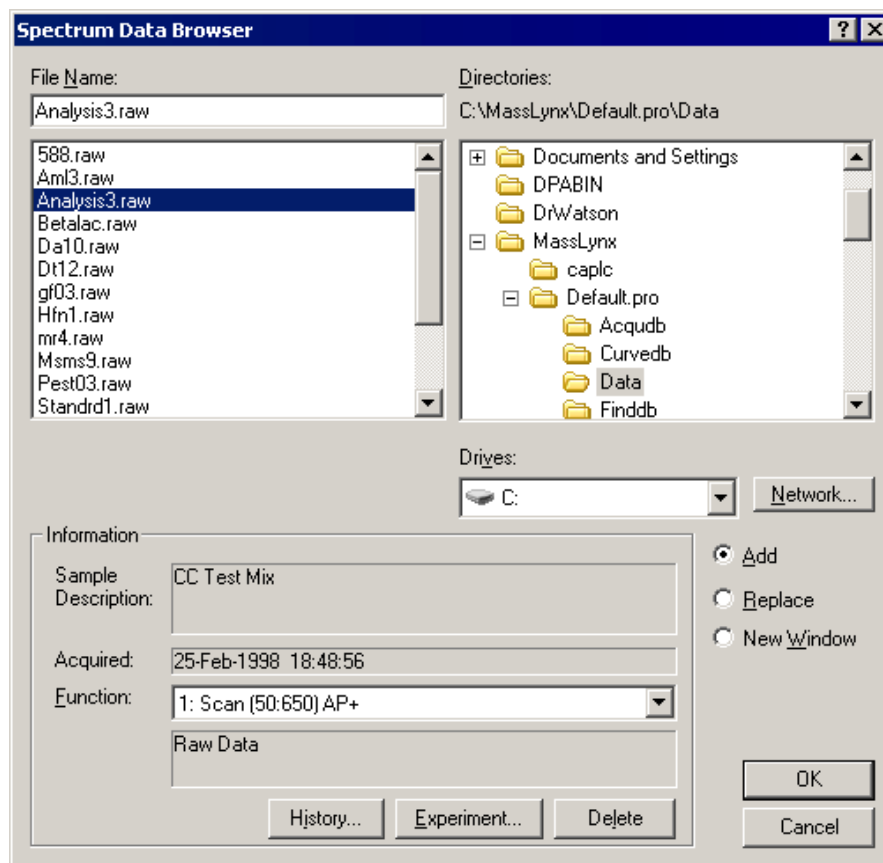 Spectrum Data Browser
File Name:
Analysis3.raw
588.raw
Aml3.raw
Analysis3.raw
Betalac.raw
Da10.raw
Dt12.raw
gf03.raw
Hfn1.raw
mr4.raw
Msms9.raw
Pest03.raw
Standrd1.raw
Directories:
C:\MassLynx\Default.pro\Data
Documents and Settings
DPABIN
DrWatson
MassLynx
caplc
Default.pro
Acqudb
Curvedb
Data
Finddb
Drives:
C:
Network...
Information
Sample
Description:
CC Test Mix
Acquired:
25-Feb-1998 18:48:56
Function:
1: Scan (50:650) AP+
Raw Data
History...
Experiment...
Delete
Add
Replace
New Window
OK
Cancel